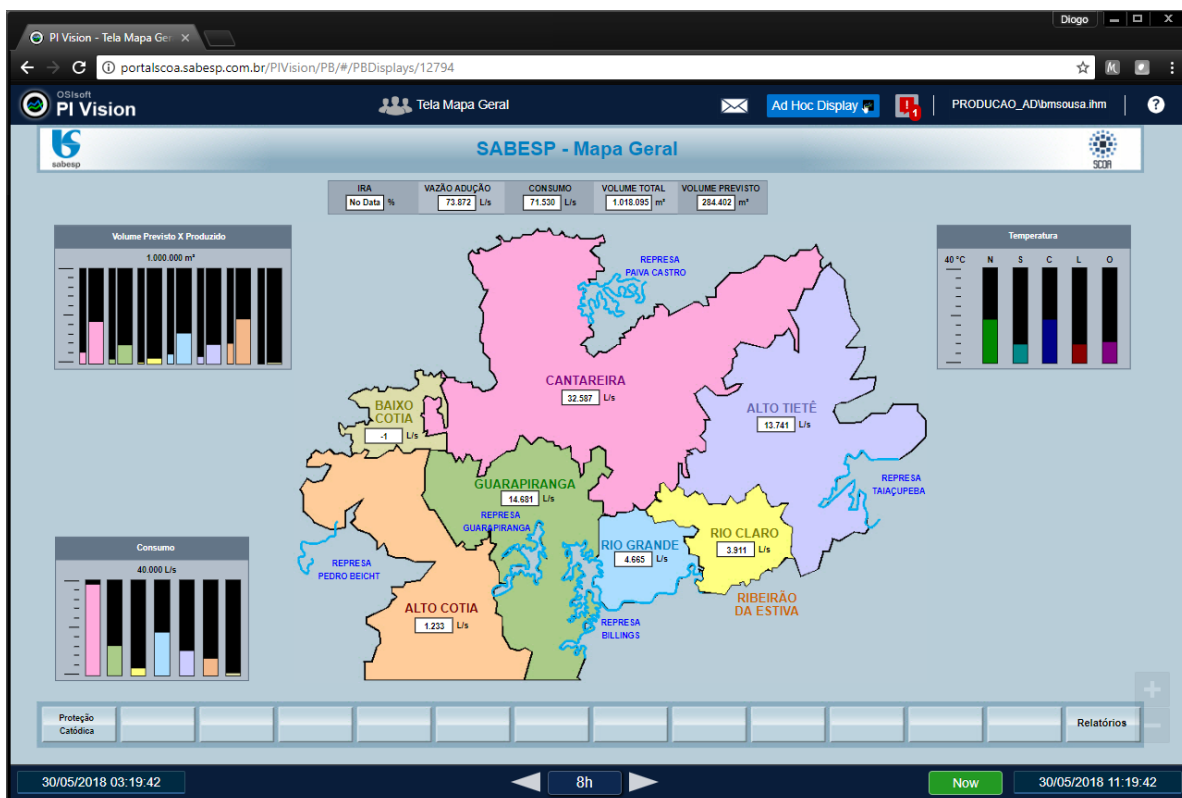 Diogo
PI Vision - Tela Mapa Ger
portalscoa.sabesp.com.br/PIVision/PB/#/PBDisplays/12794
OSIsoft
PI Vision
Tela Mapa Geral
Ad Hoc Display
1
PRODUCAO_AD\bmsousa.ihm
?
sabesp
SABESP - Mapa Geral
SCOA
IRA
No Data %
VAZÃO ADUÇÃO
73.872 L/s
CONSUMO
71.530 L/s
VOLUME TOTAL
1.018.095 m³
VOLUME PREVISTO
284.402 m³
Volume Previsto X Produzido
1.000.000 m³
Temperatura
40 °C N S C L O
REPRESA
PAIVA CASTRO
CANTAREIRA
32.587 L/s
BAIXO
COTIA
-1 L/s
ALTO TIETÊ
13.741 L/s
GUARAPIRANGA
14.681 L/s
REPRESA
GUARAPIRANGA
REPRESA
TAIAÇUPEBA
RIO GRANDE
4.665 L/s
RIO CLARO
3.911 L/s
REPRESA
PEDRO BEICHT
RIBEIRÃO
DA ESTIVA
ALTO COTIA
1.233 L/s
REPRESA
BILLINGS
Consumo
40.000 L/s
Proteção
Catódica
Relatórios
30/05/2018 03:19:42
8h
Now
30/05/2018 11:19:42